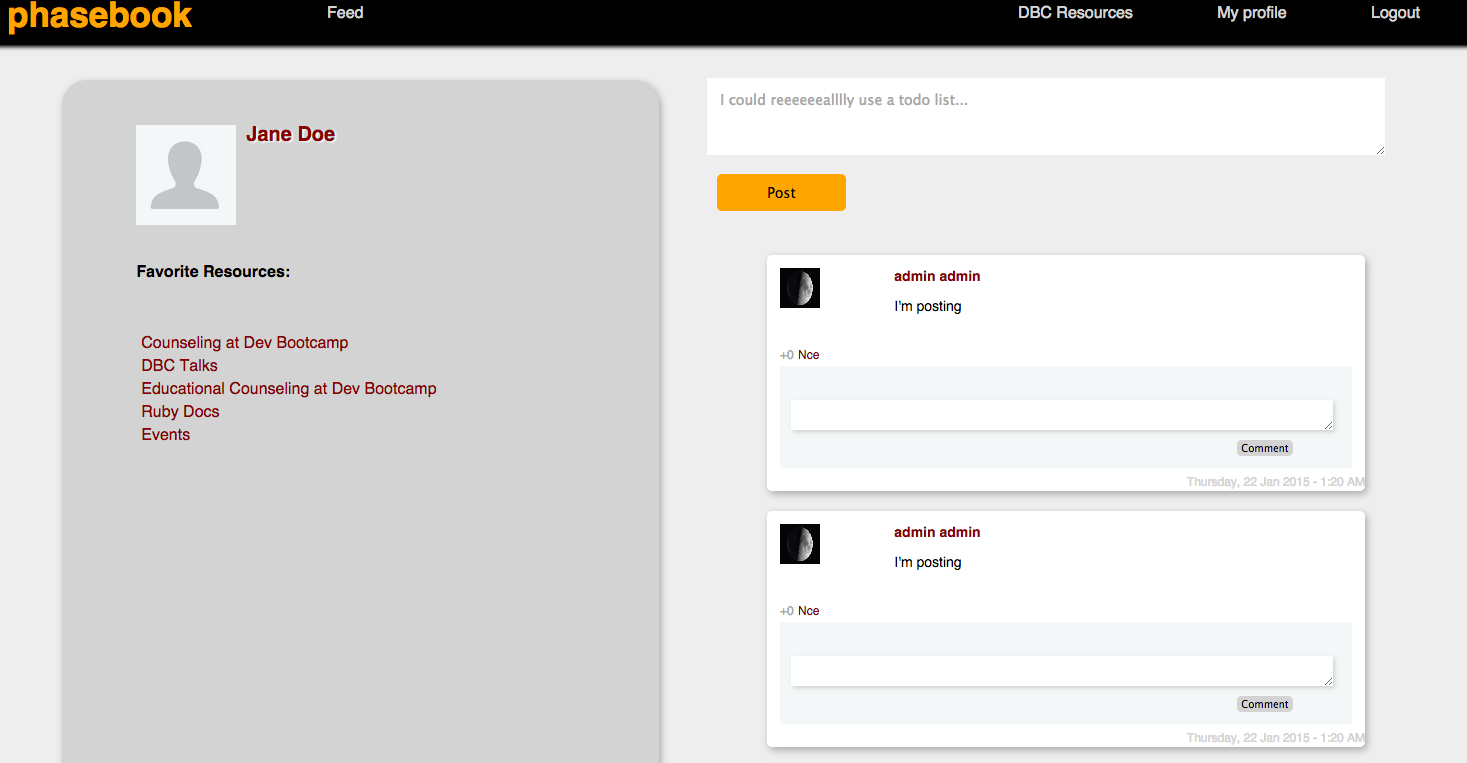 phasebook
Feed
DBC Resources
My profile
Logout
Jane Doe
Favorite Resources:
Counseling at Dev Bootcamp
DBC Talks
Educational Counseling at Dev Bootcamp
Ruby Docs
Events
I could reeeeeealllly use a todo list...
Post
admin admin
I'm posting
+0 Nce
Comment
Thursday, 22 Jan 2015 - 1:20 AM
admin admin
I'm posting
+0 Nce
Comment
Thursday, 22 Jan 2015 - 1:20 AM